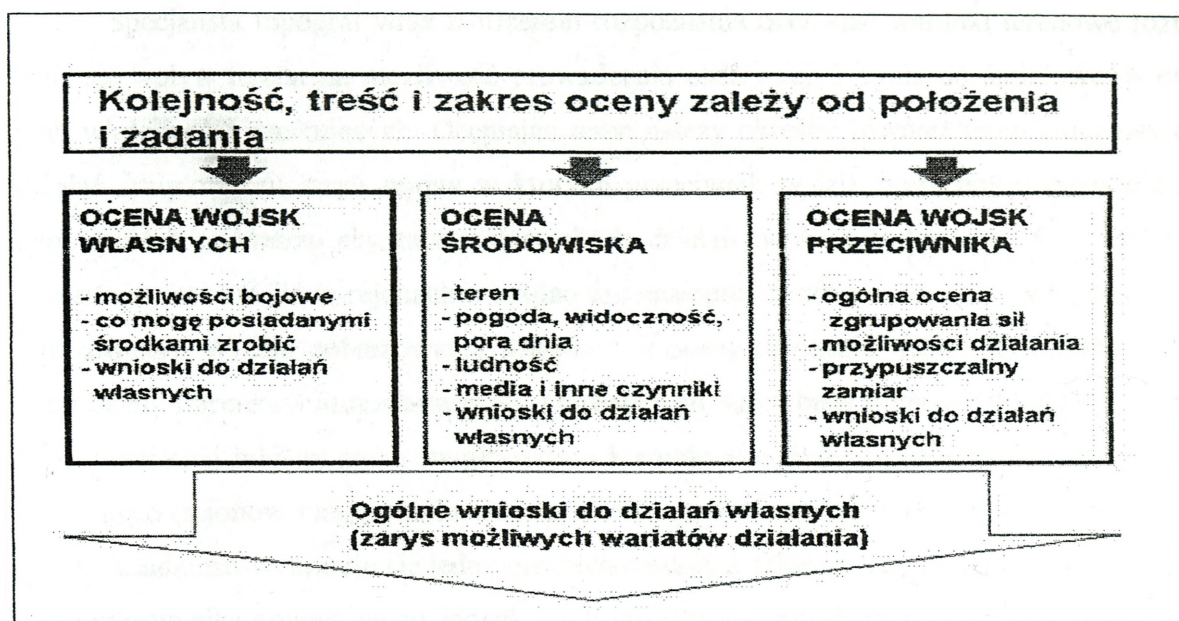 Kolejność, treść i zakres oceny zależy od położenia
i zadania
OCENA WOJSK
WŁASNYCH
- możliwości bojowe
- co mogę posiadanymi
środkami zrobić
- wnioski do działań
własnych
OCENA
ŚRODOWISKA
- teren
- pogoda, widoczność,
pora dnia
- ludność
- media i inne czynniki
- wnioski do działań
własnych
OCENA WOJSK
PRZECIWNIKA
- ogólna ocena
zgrupowania sił
- możliwości działania
- przypuszczalny
zamiar
- wnioski do działań
własnych
Ogólne wnioski do działań własnych
(zarys możliwych wariatów działania)